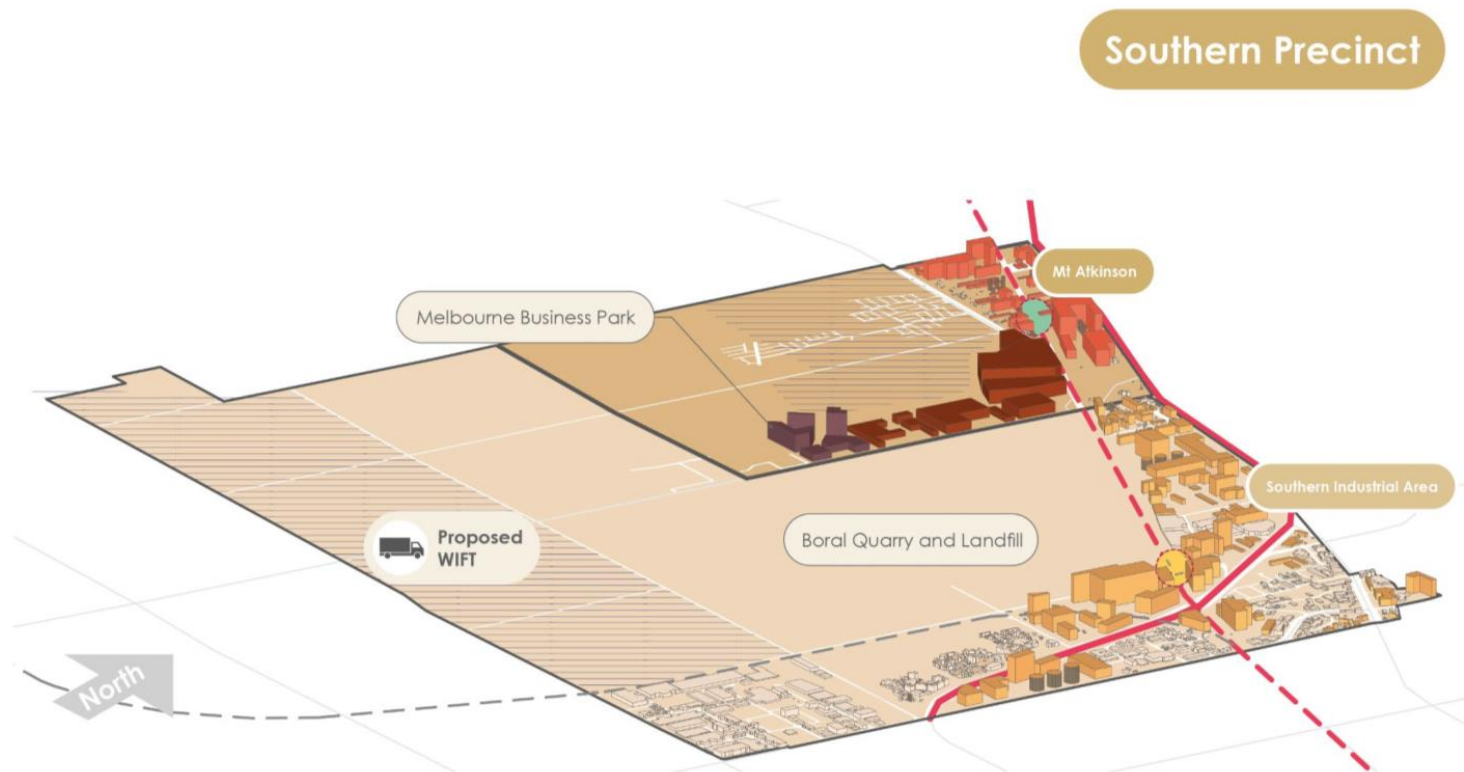 Southern Precinct
Mt Atkinson
Melbourne Business Park
Southern Industrial Area
Proposed
WIFT
Boral Quarry and Landfill
North